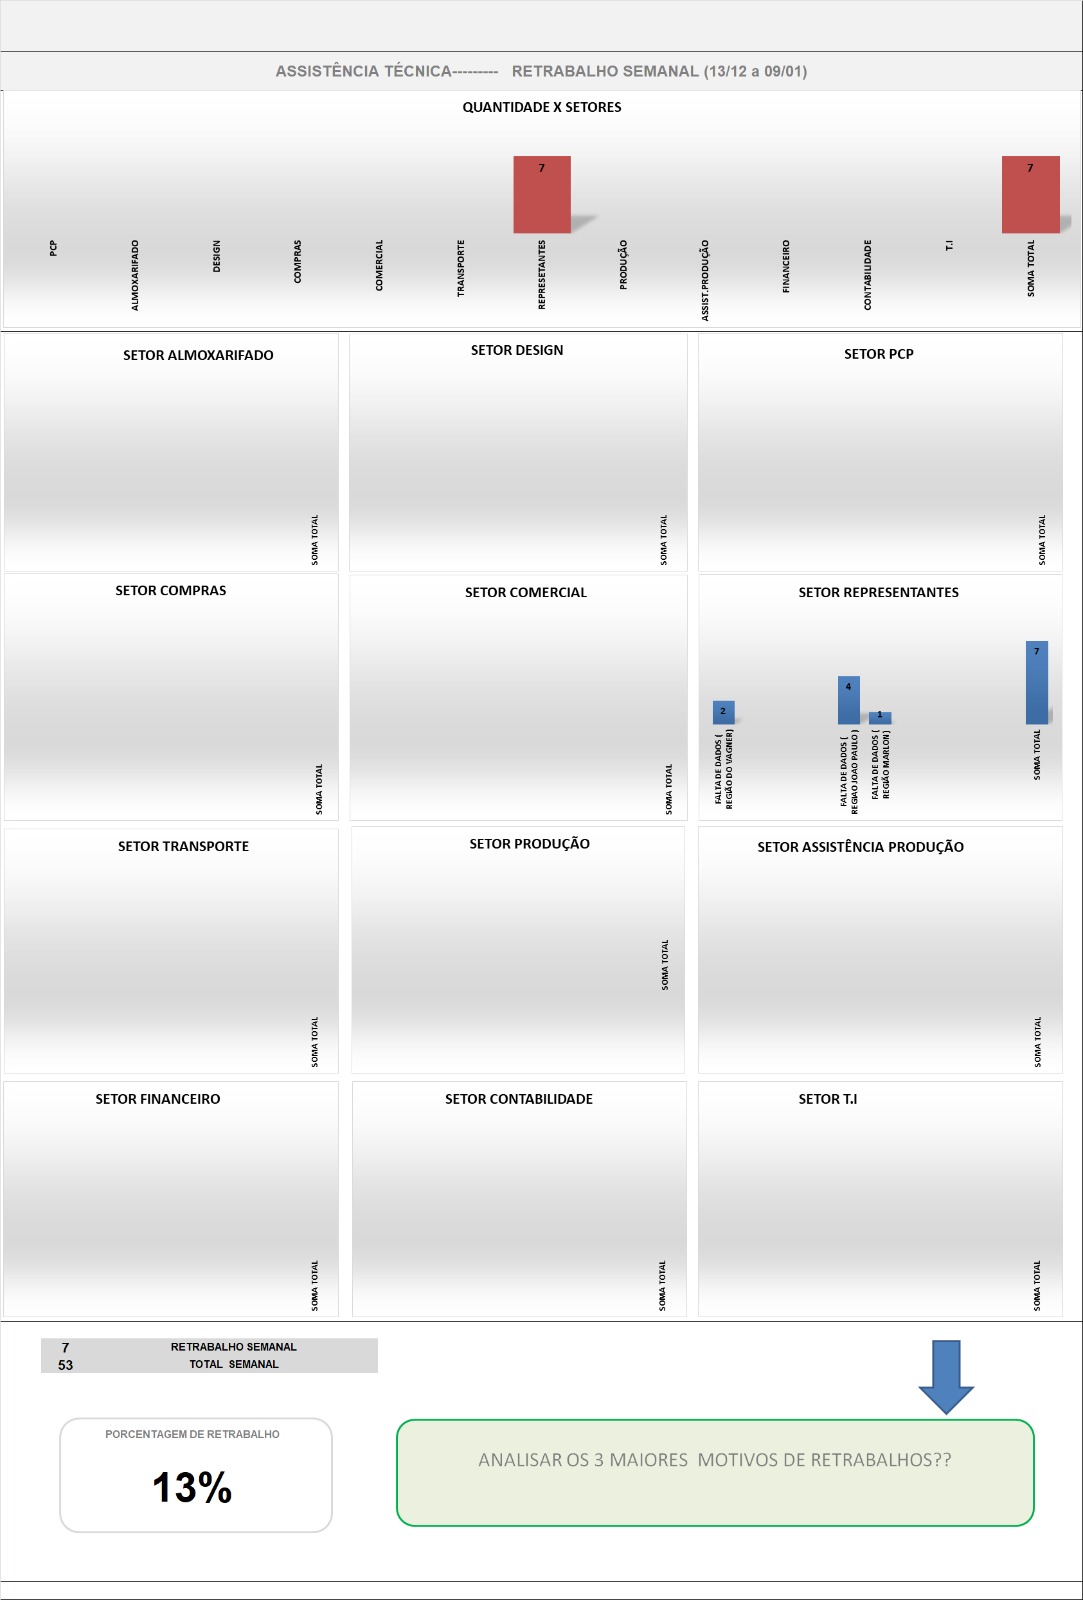 ASSISTÊNCIA TÉCNICA--------- RETRABALHO SEMANAL (13/12 a 09/01)
QUANTIDADE X SETORES
7
7
PCP
ALMOXARIFADO
DESIGN
COMPRAS
COMERCIAL
TRANSPORTE
REPRESETANTES
PRODUÇÃO
ASSIST.PRODUÇÃO
FINANCEIRO
CONTABILIDADE
T.I
SOMA TOTAL
SETOR ALMOXARIFADO
SOMA TOTAL
SETOR DESIGN
SOMA TOTAL
SETOR PCP
SOMA TOTAL
SETOR COMPRAS
SOMA TOTAL
SETOR COMERCIAL
SOMA TOTAL
SETOR REPRESENTANTES
2
4
1
7
FALTA DE DADOS (
REGIÃO DO VAGNER)
FALTA DE DADOS (
REGIAO JOAO PAULO )
FALTA DE DADOS (
REGIÃO MARLON)
SOMA TOTAL
SETOR TRANSPORTE
SOMA TOTAL
SETOR PRODUÇÃO
SOMA TOTAL
SETOR ASSISTÊNCIA PRODUÇÃO
SOMA TOTAL
SETOR FINANCEIRO
SOMA TOTAL
SETOR CONTABILIDADE
SOMA TOTAL
SETOR T.I
SOMA TOTAL
7 RETRABALHO SEMANAL
53 TOTAL SEMANAL
PORCENTAGEM DE RETRABALHO
13%
ANALISAR OS 3 MAIORES MOTIVOS DE RETRABALHOS??